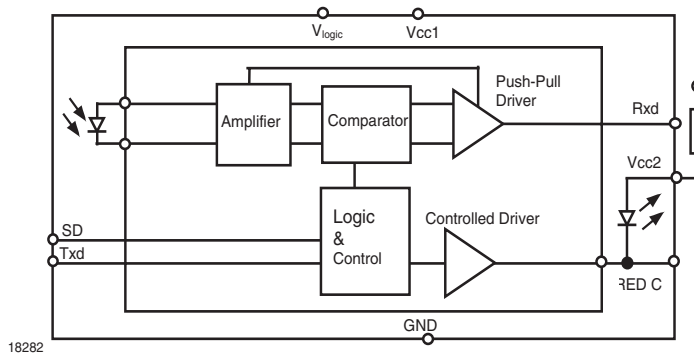 Vlogic
Vcc1
Push-Pull
Driver
Amplifier
Comparator
Rxd
Vcc2
Logic
&
Control
Controlled Driver
SD
Txd
RED C
GND
18282